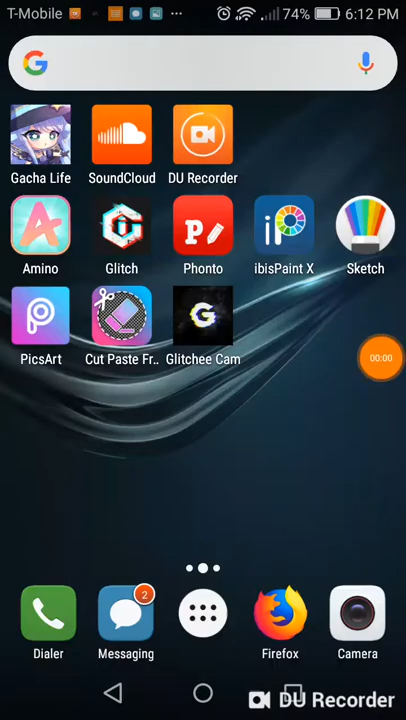 T-Mobile 74% 6:12 PM
Gacha Life SoundCloud DU Recorder
Amino Glitch Phonto ibisPaint X Sketch
PicsArt Cut Paste Fr.. Glitchee Cam
00:00
2
Dialer Messaging Firefox Camera
DU Recorder